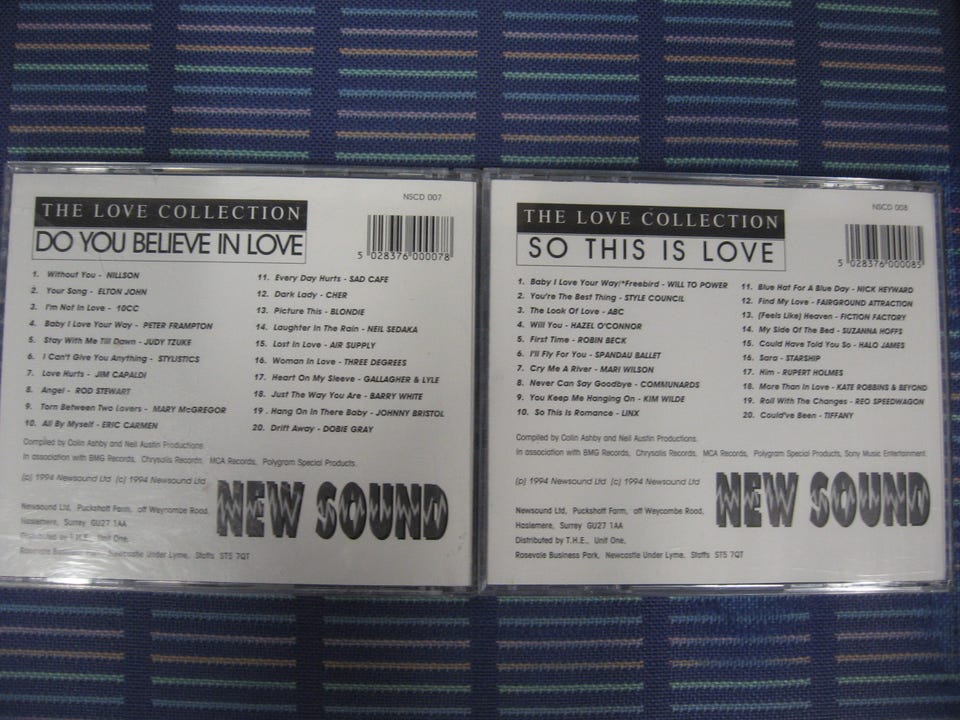 NSCD 007
THE LOVE COLLECTION
DO YOU BELIEVE IN LOVE
5 028376 000078
1. Without You - NILLSON
2. Your Song - ELTON JOHN
3. I'm Not In Love - 10CC
4. Baby I Love Your Way - PETER FRAMPTON
5. Stay With Me Till Dawn - JUDY TZUKE
6. I Can't Give You Anything - STYLISTICS
7. Love Hurts - JIM CAPALDI
8. Angel - ROD STEWART
9. Torn Between Two Lovers - MARY McGREGOR
10. All By Myself - ERIC CARMEN
11. Every Day Hurts - SAD CAFE
12. Dark Lady - CHER
13. Picture This - BLONDIE
14. Laughter In The Rain - NEIL SEDAKA
15. Lost In Love - AIR SUPPLY
16. Woman In Love - THREE DEGREES
17. Heart On My Sleeve - GALLAGHER & LYLE
18. Just The Way You Are - BARRY WHITE
19. Hang On In There Baby - JOHNNY BRISTOL
20. Drift Away - DOBIE GRAY
Compiled by Colin Ashby and Neil Austin Productions.
In association with BMG Records, Chrysalis Records, MCA Records, Polygram Special Products.
(p) 1994 Newsound Ltd (c) 1994 Newsound Ltd
NEW SOUND
Newsound Ltd, Puckshott Farm, off Weycombe Road,
Haslemere, Surrey GU27 1AA
Distributed by T.H.E., Unit One,
Rosevale Business Newcastle Under Lyme, Staffs ST5 7QT
NSCD 008
THE LOVE COLLECTION
SO THIS IS LOVE
5 028376 000085
1. Baby I Love Your Way/*Freebird - WILL TO POWER
2. You're The Best Thing - STYLE COUNCIL
3. The Look Of Love - ABC
4. Will You - HAZEL O'CONNOR
5. First Time - ROBIN BECK
6. I'll Fly For You - SPANDAU BALLET
7. Cry Me A River - MARI WILSON
8. Never Can Say Goodbye - COMMUNARDS
9. You Keep Me Hanging On - KIM WILDE
10. So This Is Romance - LINX
11. Blue Hat For A Blue Day - NICK HEYWARD
12. Find My Love - FAIRGROUND ATTRACTION
13. (Feels Like) Heaven - FICTION FACTORY
14. My Side Of The Bed - SUZANNA HOFFS
15. Could Have Told You So - HALO JAMES
16. Sara - STARSHIP
17. Him - RUPERT HOLMES
18. More Than In Love - KATE ROBBINS & BEYOND
19. Roll With The Changes - REO SPEEDWAGON
20. Could've Been - TIFFANY
Compiled by Colin Ashby and Neil Austin Productions.
In association with BMG Records, Chrysalis Records, MCA Records, Polygram Special Products, Sony Music Entertainment.
(p) 1994 Newsound Ltd (c) 1994 Newsound Ltd
NEW SOUND
Newsound Ltd, Puckshott Farm, off Weycombe Road,
Haslemere, Surrey GU27 1AA
Distributed by T.H.E., Unit One,
Rosevale Business Park, Newcastle Under Lyme, Staffs ST5 7QT